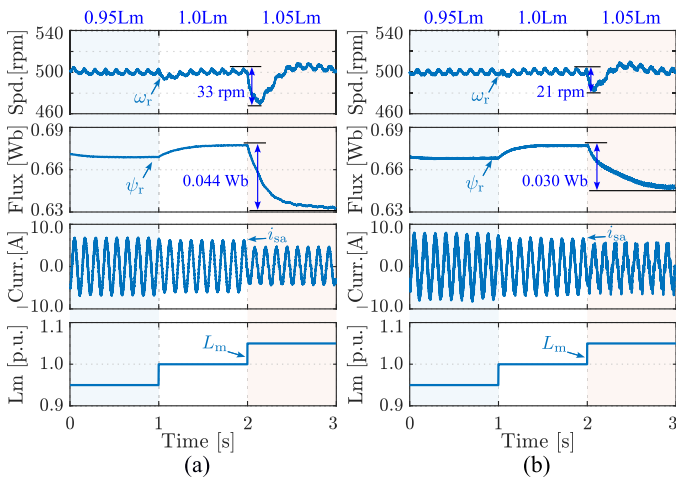 0.95Lm 1.0Lm 1.05Lm
540
500
460
Spd.[rpm]
ωr
33 rpm
0.69
0.66
0.63
Flux [Wb]
ψr
0.044 Wb
10.0
0.0
10.0
Curr.[A]
isa
1.1
1.0
0.9
Lm [p.u.]
Lm
0 1 2 3
Time [s]
(a)
0.95Lm 1.0Lm 1.05Lm
540
500
460
Spd.[rpm]
ωr
21 rpm
0.69
0.66
0.63
Flux [Wb]
ψr
0.030 Wb
10.0
0.0
10.0
Curr.[A]
isa
1.1
1.0
0.9
Lm [p.u.]
Lm
0 1 2 3
Time [s]
(b)